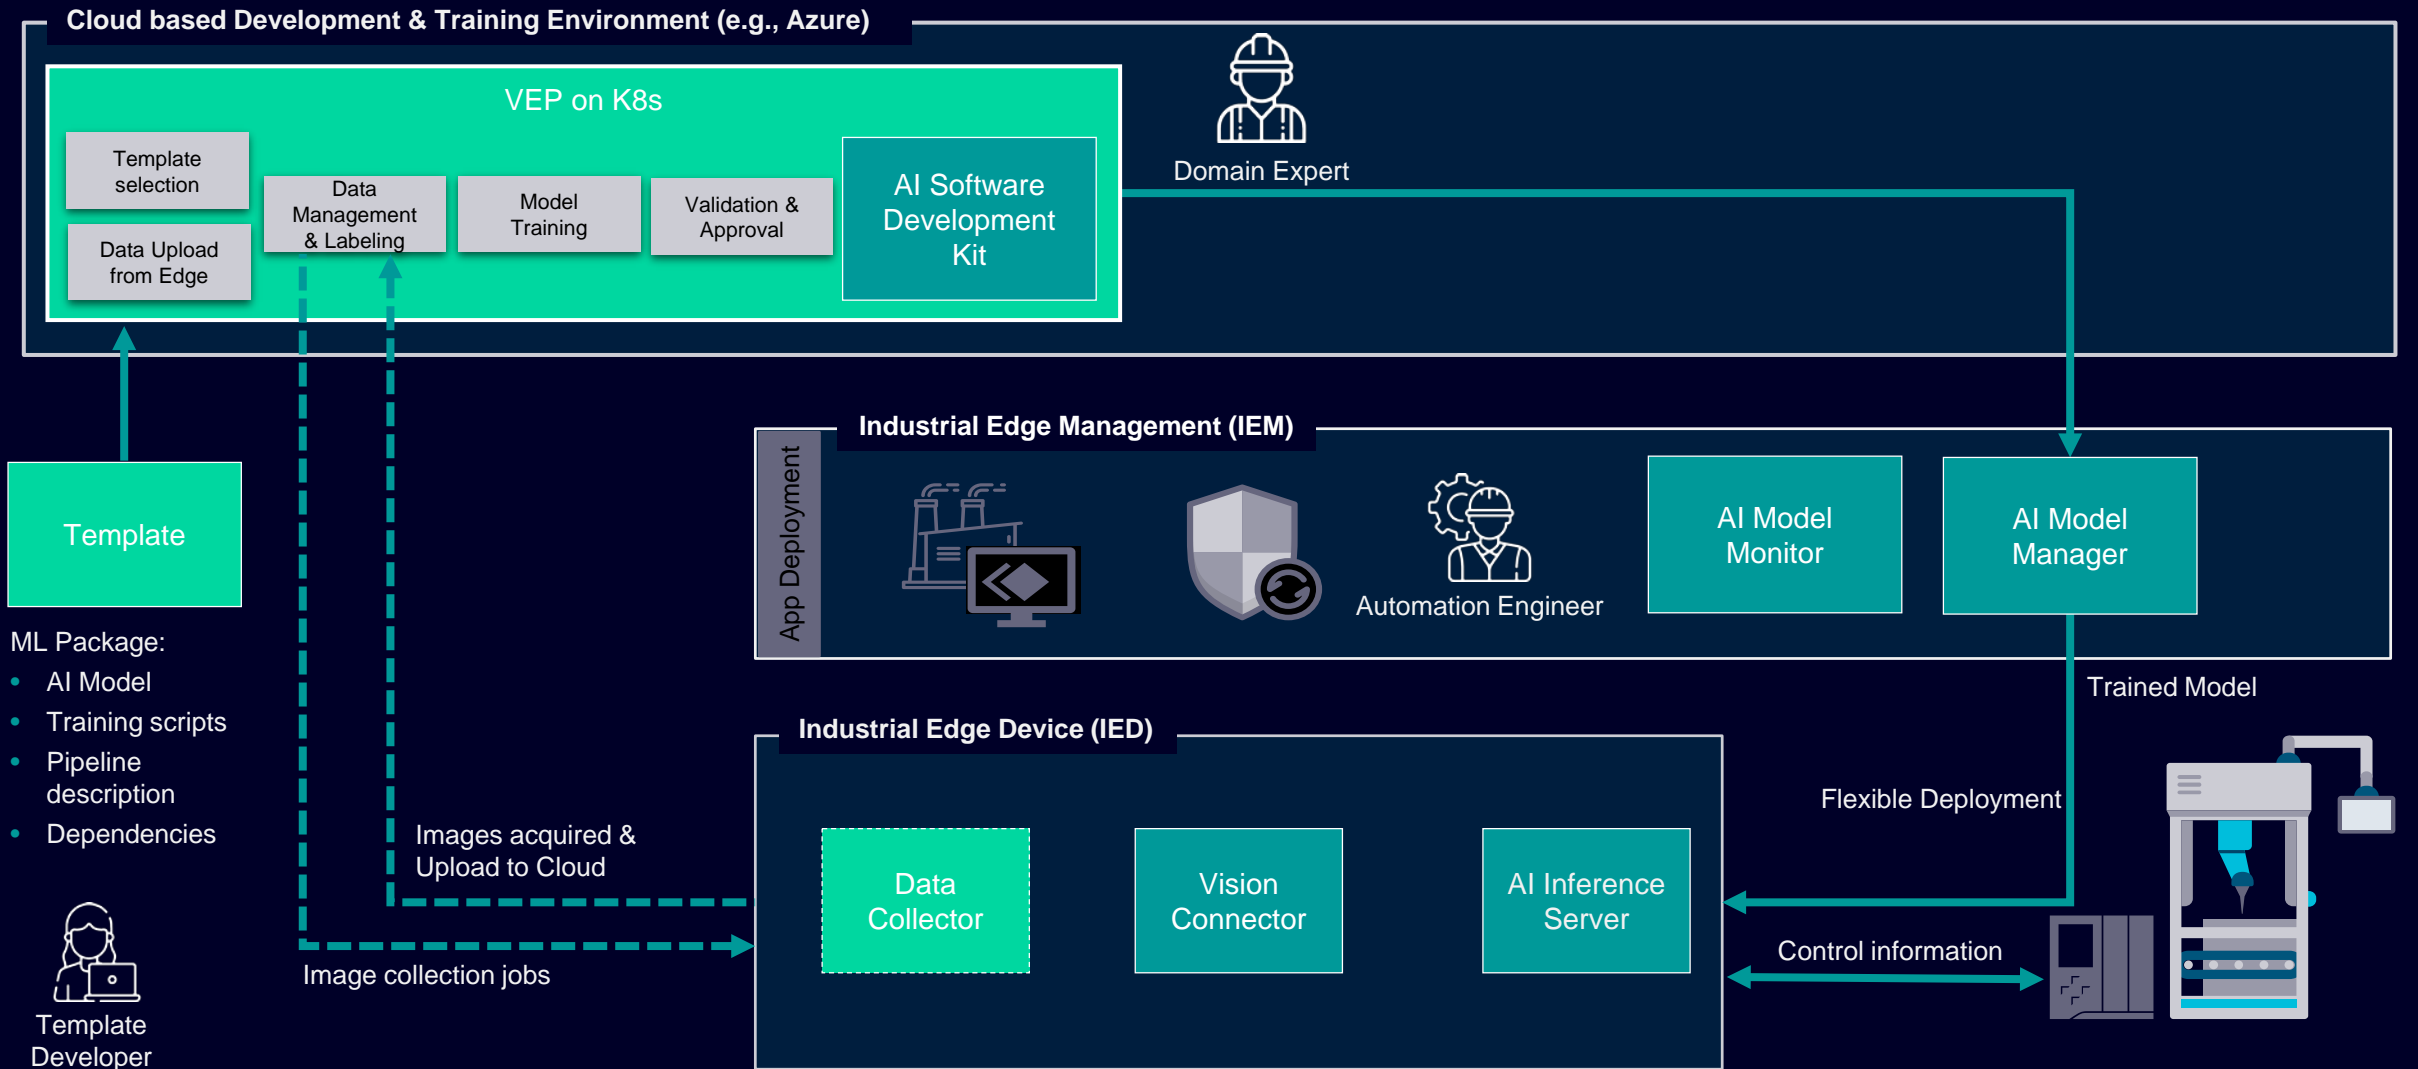 Cloud based Development & Training Environment (e.g., Azure)
VEP on K8s
Template
selection
Data Upload
from Edge
Data
Management
& Labeling
Model
Training
Validation &
Approval
AI Software
Development
Kit
Domain Expert
Template
ML Package:
• AI Model
• Training scripts
• Pipeline
description
• Dependencies
Template
Developer
Images acquired &
Upload to Cloud
Image collection jobs
Industrial Edge Management (IEM)
App Deployment
Automation Engineer
AI Model
Monitor
AI Model
Manager
Trained Model
Flexible Deployment
Industrial Edge Device (IED)
Data
Collector
Vision
Connector
AI Inference
Server
Control information